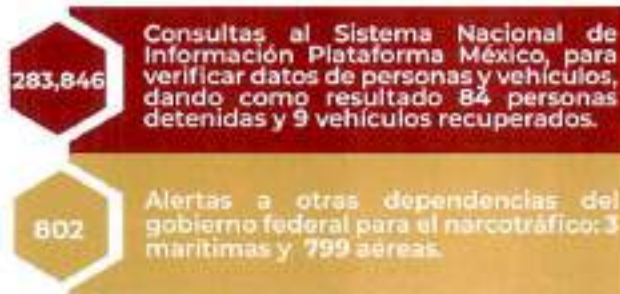 283,846
Consultas al Sistema Nacional de
Información Plataforma México, para
verificar datos de personas y vehículos,
dando como resultado 84 personas
detenidas y 9 vehículos recuperados.
802
Alertas a otras dependencias del
gobierno federal para el narcotráfico: 3
marítimas y 799 aéreas.